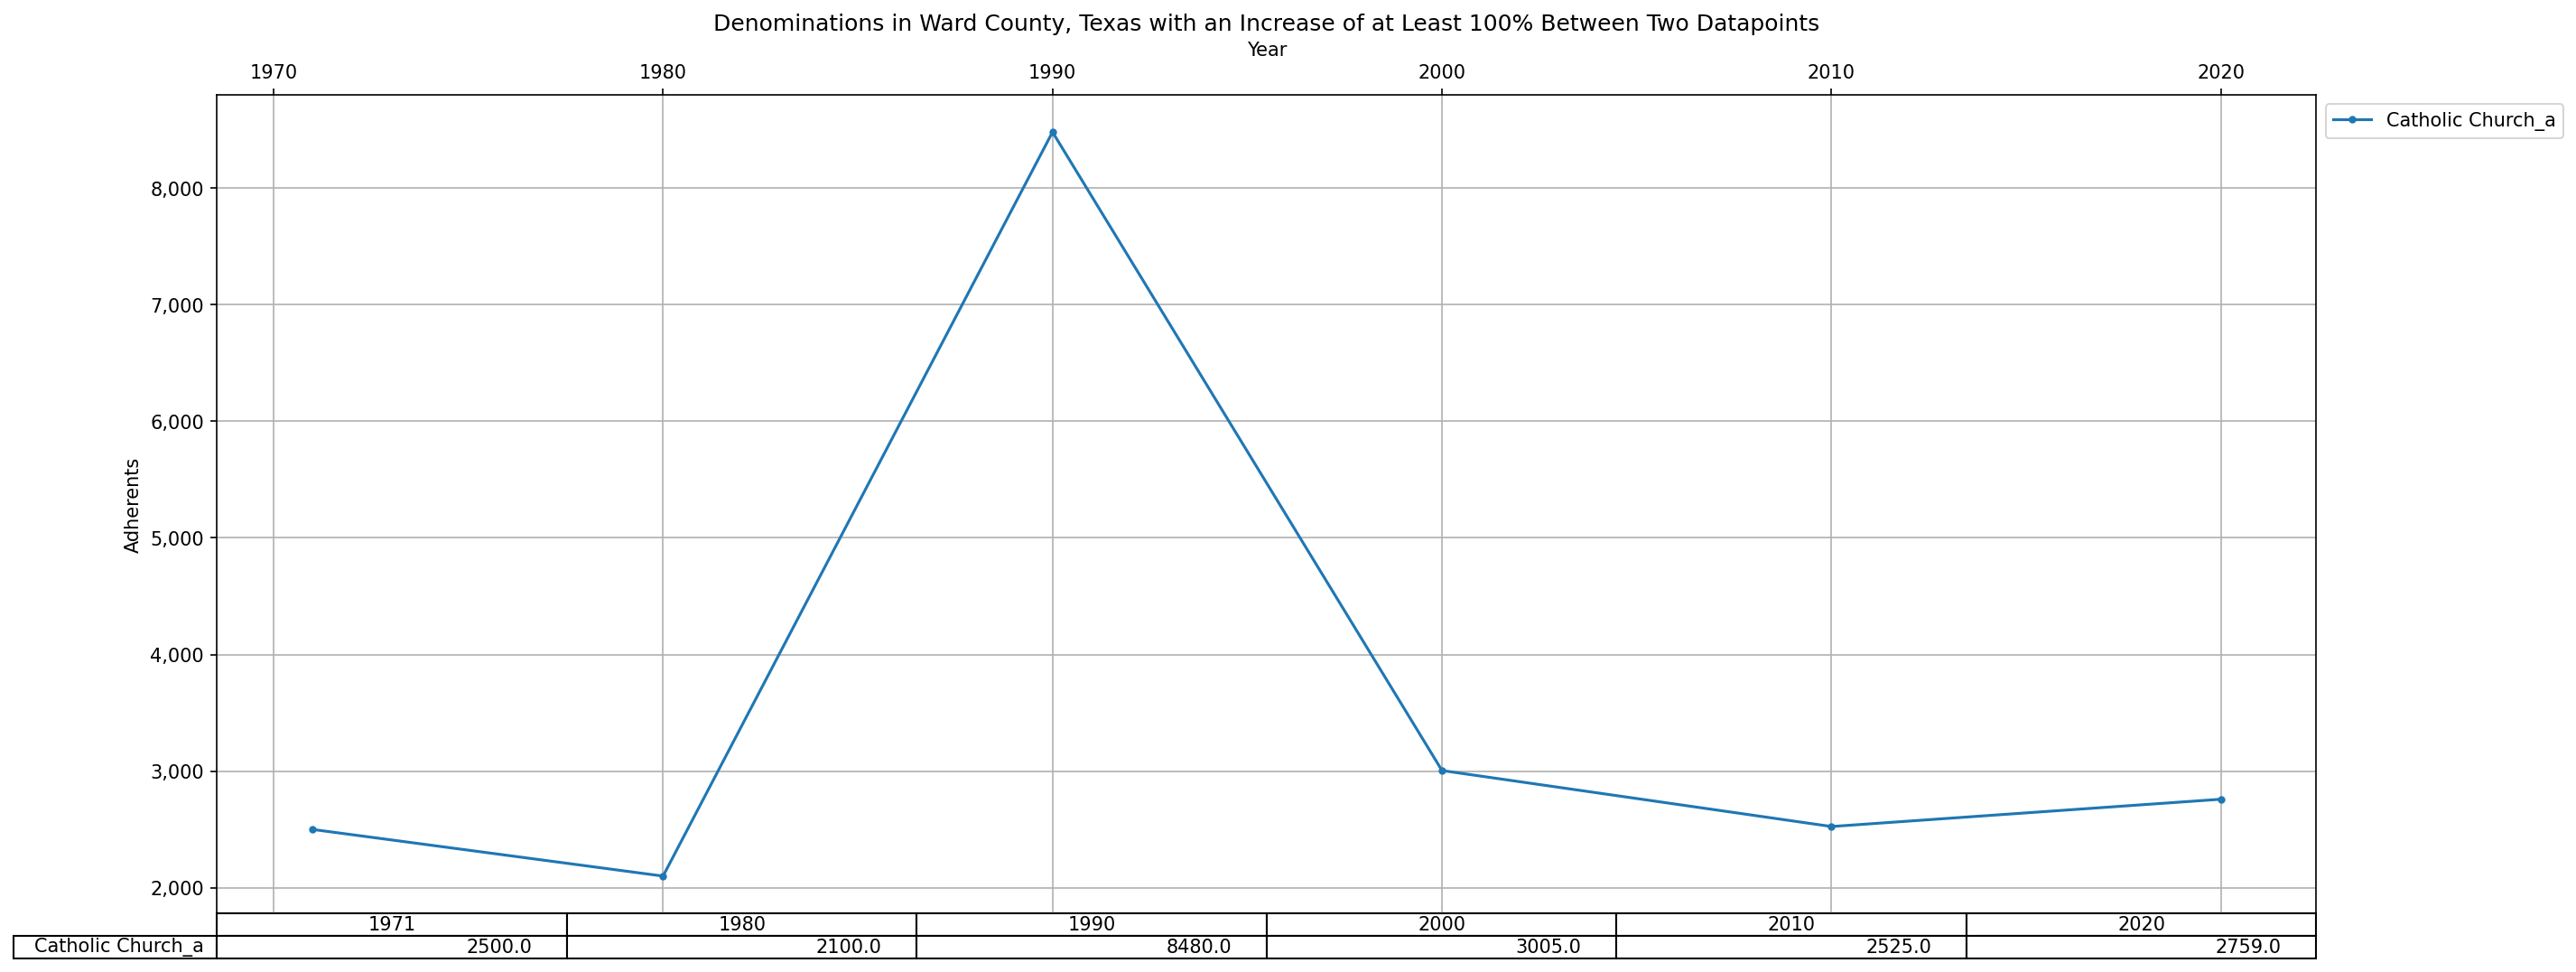 Denominations in Ward County, Texas with an Increase of at Least 100% Between Two Datapoints
Year
1970 1980 1990 2000 2010 2020
Catholic Church_a
8,000
7,000
6,000
5,000
4,000
3,000
2,000
Adherents
1971 1980 1990 2000 2010 2020
Catholic Church_a 2500.0 2100.0 8480.0 3005.0 2525.0 2759.0